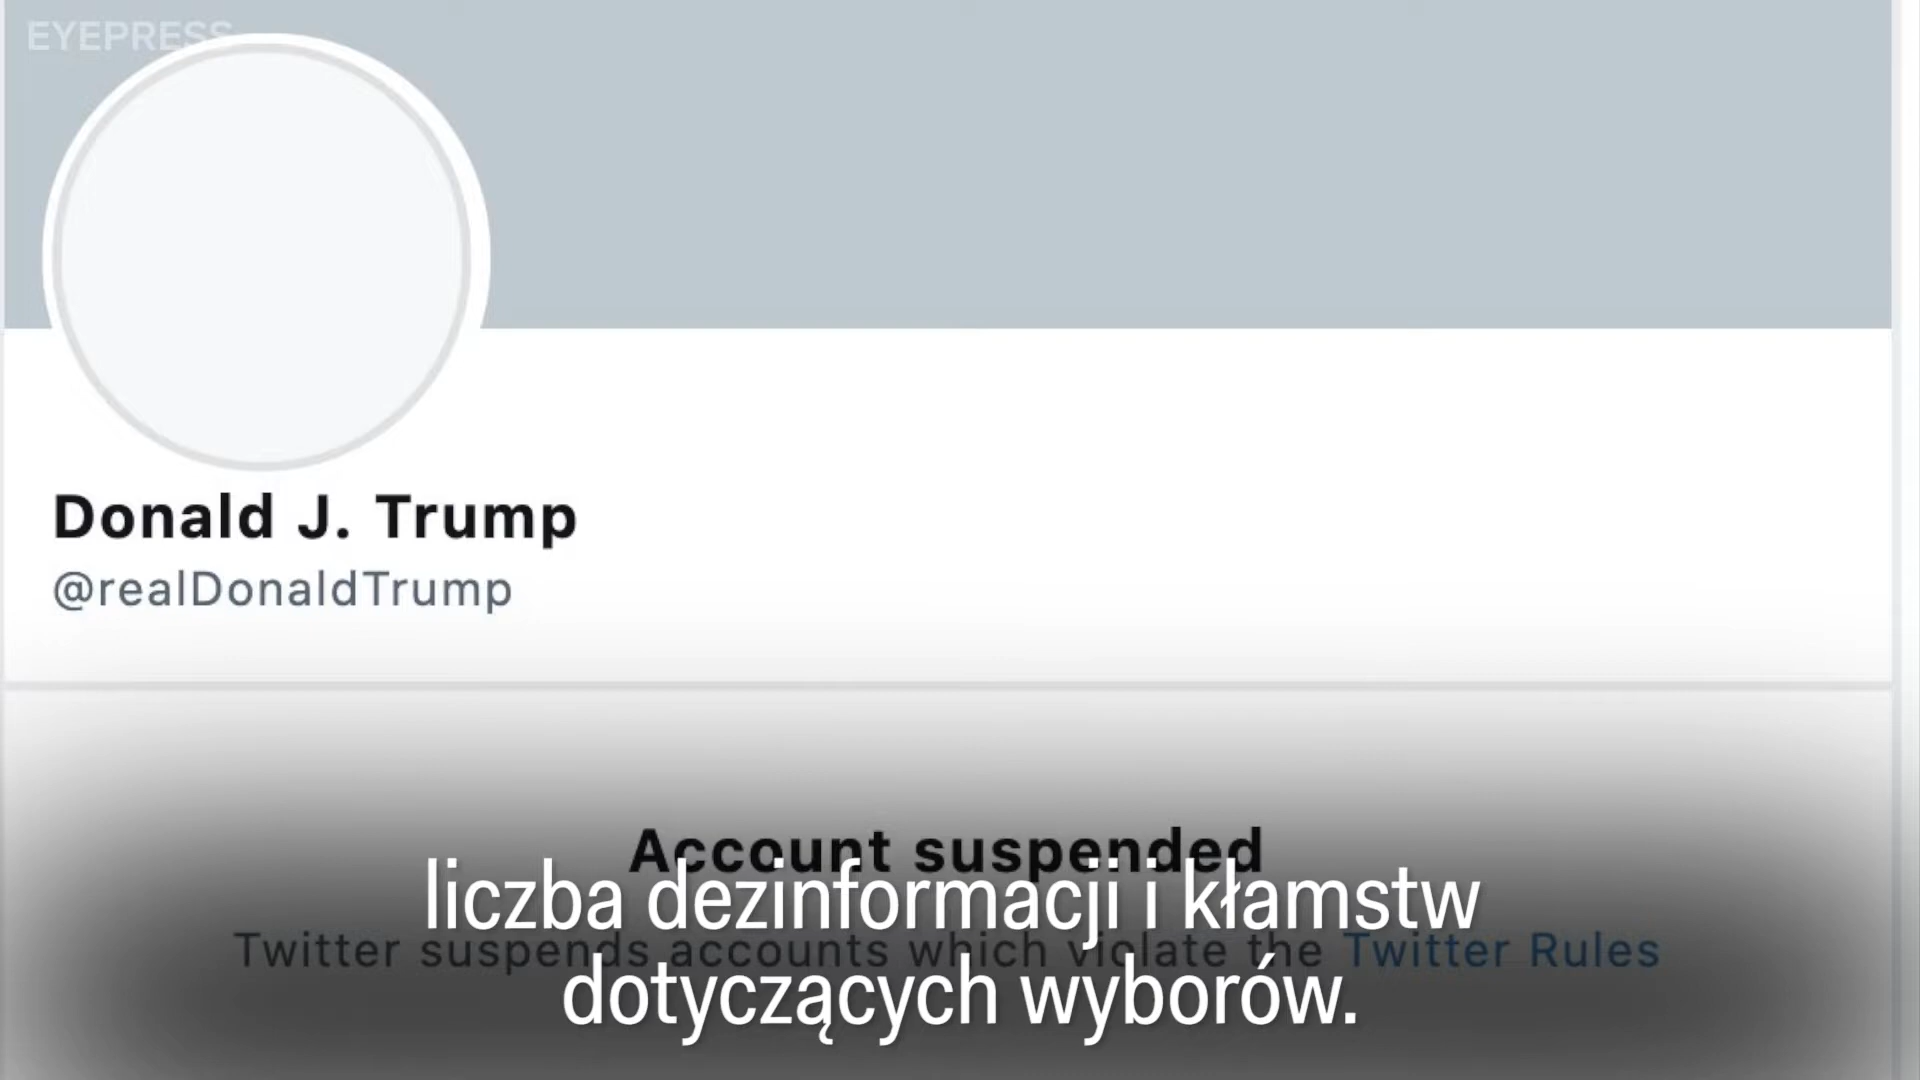 EYEPRESS
Donald J. Trump
@realDonaldTrump
Account suspended
liczba dezinformacji i kłamstw
Twitter suspends accounts which violate the Twitter Rules
dotyczących wyborów.